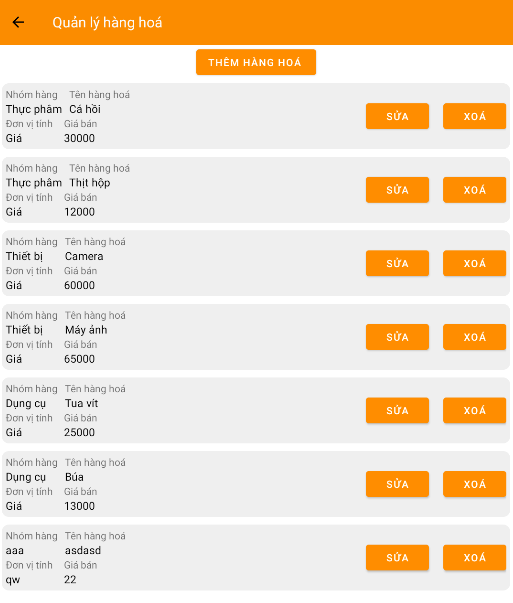 Quản lý hàng hoá
THÊM HÀNG HOÁ
Nhóm hàng Tên hàng hoá
Thực phâm Cá hồi
Đơn vị tính Giá bán
Giá 30000
SỬA XOÁ
Nhóm hàng Tên hàng hoá
Thực phâm Thịt hộp
Đơn vị tính Giá bán
Giá 12000
SỬA XOÁ
Nhóm hàng Tên hàng hoá
Thiết bị Camera
Đơn vị tính Giá bán
Giá 60000
SỬA XOÁ
Nhóm hàng Tên hàng hoá
Thiết bị Máy ảnh
Đơn vị tính Giá bán
Giá 65000
SỬA XOÁ
Nhóm hàng Tên hàng hoá
Dụng cụ Tua vít
Đơn vị tính Giá bán
Giá 25000
SỬA XOÁ
Nhóm hàng Tên hàng hoá
Dụng cụ Búa
Đơn vị tính Giá bán
Giá 13000
SỬA XOÁ
Nhóm hàng Tên hàng hoá
aaa asdasd
Đơn vị tính Giá bán
qw 22
SỬA XOÁ